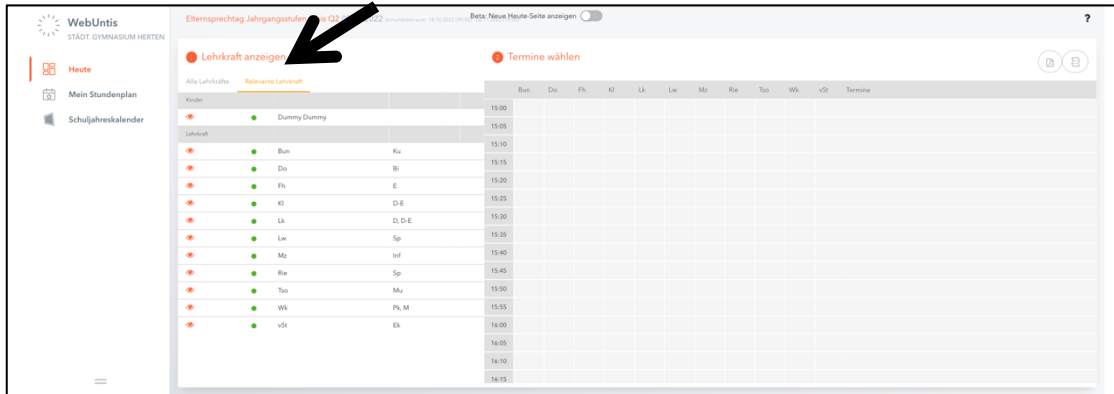 WebUntis
STÄDT. GYMNASIUM HERTEN
Heute
Mein Stundenplan
Schuljahreskalender
Elternsprechtag Jahrgangsstufen is Q2
Beta: Neue Heute-Seite anzeigen
?
1 Lehrkraft anzeigen
Alle Lehrkräfte Relevante Lehrkraft
Kinder
Dummy Dummy
Lehrkraft
Bun Ku
Do Bi
Fh E
Kl D-E
Lk D, D-E
Lw Sp
Mz Inf
Rie Sp
Tso Mu
Wk Pk, M
vSt Ek
2 Termine wählen
Bun Do Fh Kl Lk Lw Mz Rie Tso Wk vSt Termine
15:00
15:05
15:10
15:15
15:20
15:25
15:30
15:35
15:40
15:45
15:50
15:55
16:00
16:05
16:10
16:15